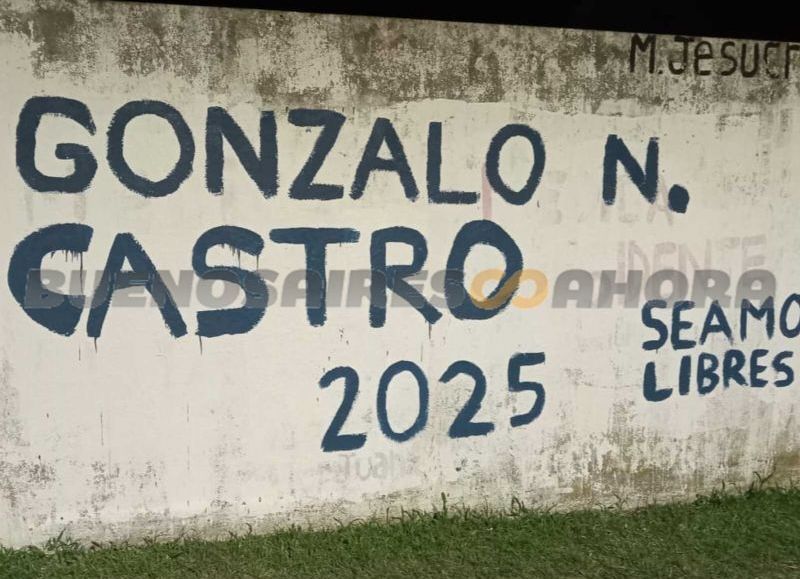 M. JESUCR
GONZALO N.
CASTRO
BUENOSAIRES AHORA
2025
SEAMO
LIBRES